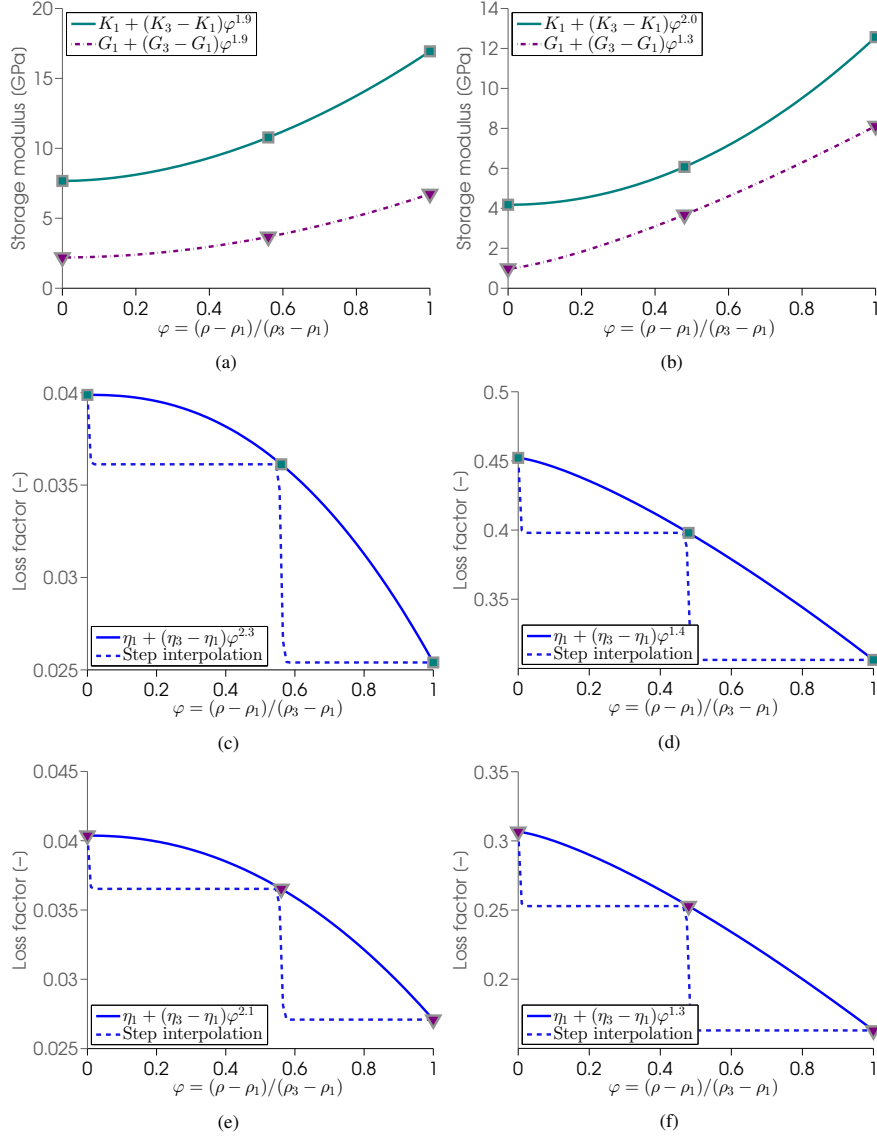 20
15
10
5
0
Storage modulus (GPa)
K₁ + (K₃ − K₁)φ^1.9
G₁ + (G₃ − G₁)φ^1.9
0 0.2 0.4 0.6 0.8 1
φ = (ρ − ρ₁)/(ρ₃ − ρ₁)
(a)
14
12
10
8
6
4
2
0
Storage modulus (GPa)
K₁ + (K₃ − K₁)φ^2.0
G₁ + (G₃ − G₁)φ^1.3
0 0.2 0.4 0.6 0.8 1
φ = (ρ − ρ₁)/(ρ₃ − ρ₁)
(b)
0.04
0.035
0.03
0.025
Loss factor (−)
η₁ + (η₃ − η₁)φ^2.3
Step interpolation
0 0.2 0.4 0.6 0.8 1
φ = (ρ − ρ₁)/(ρ₃ − ρ₁)
(c)
0.5
0.45
0.4
0.35
Loss factor (−)
η₁ + (η₃ − η₁)φ^1.4
Step interpolation
0 0.2 0.4 0.6 0.8 1
φ = (ρ − ρ₁)/(ρ₃ − ρ₁)
(d)
0.045
0.04
0.035
0.03
0.025
Loss factor (−)
η₁ + (η₃ − η₁)φ^2.1
Step interpolation
0 0.2 0.4 0.6 0.8 1
φ = (ρ − ρ₁)/(ρ₃ − ρ₁)
(e)
0.35
0.3
0.25
0.2
Loss factor (−)
η₁ + (η₃ − η₁)φ^1.3
Step interpolation
0 0.2 0.4 0.6 0.8 1
φ = (ρ − ρ₁)/(ρ₃ − ρ₁)
(f)